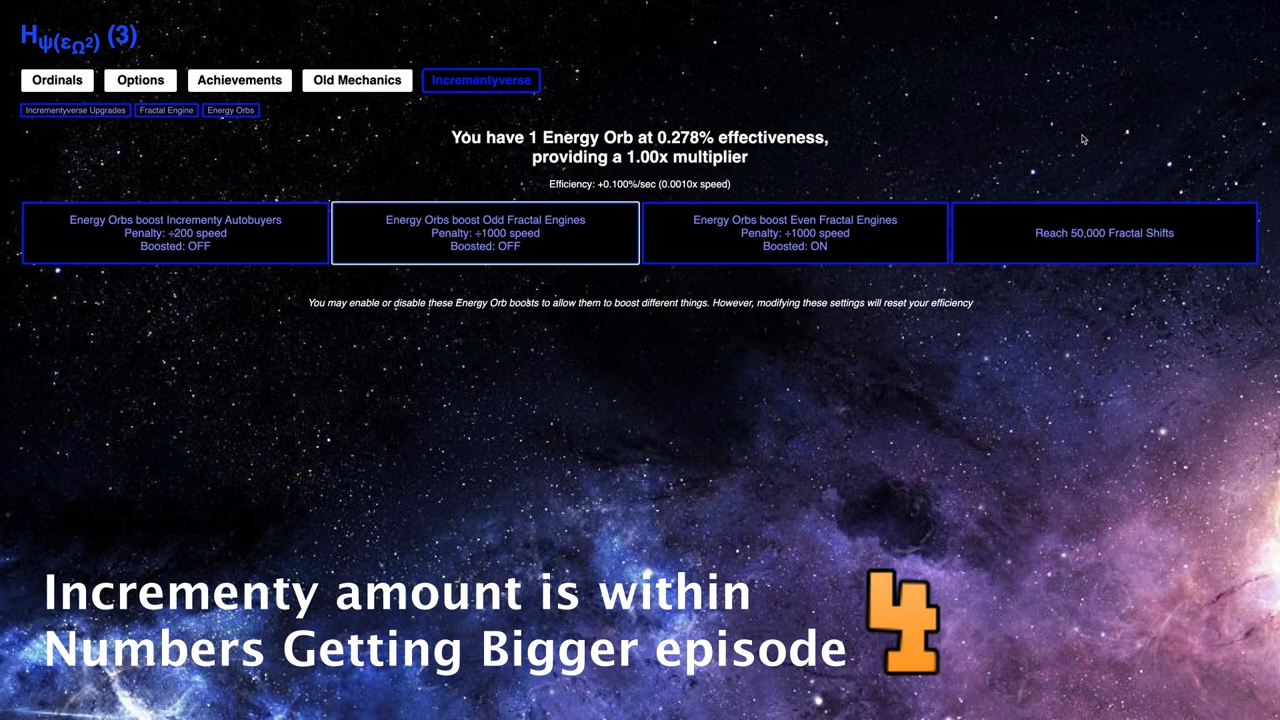 Hψ(εΩ²) (3)
Ordinals Options Achievements Old Mechanics Incrementyverse
Incrementyverse Upgrades Fractal Engine Energy Orbs
You have 1 Energy Orb at 0.278% effectiveness,
providing a 1.00x multiplier
Efficiency: +0.100%/sec (0.0010x speed)
Energy Orbs boost Incrementy Autobuyers
Penalty: ÷200 speed
Boosted: OFF
Energy Orbs boost Odd Fractal Engines
Penalty: ÷1000 speed
Boosted: OFF
Energy Orbs boost Even Fractal Engines
Penalty: ÷1000 speed
Boosted: ON
Reach 50,000 Fractal Shifts
You may enable or disable these Energy Orb boosts to allow them to boost different things. However, modifying these settings will reset your efficiency
Incrementy amount is within
Numbers Getting Bigger episode 4